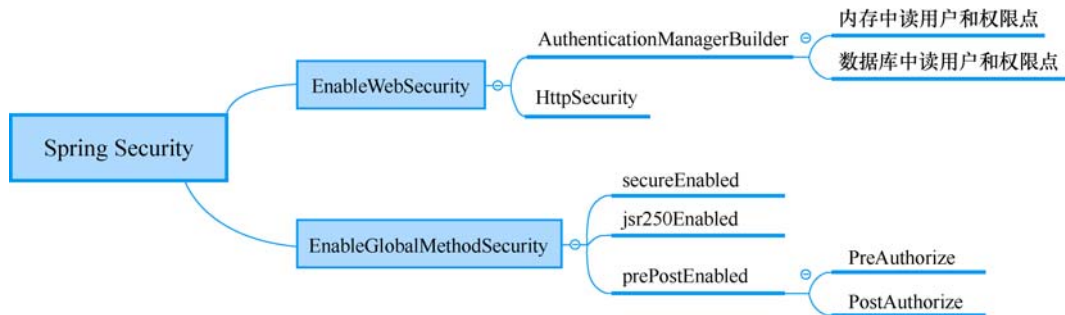 Spring Security
EnableWebSecurity
AuthenticationManagerBuilder
内存中读用户和权限点
数据库中读用户和权限点
HttpSecurity
EnableGlobalMethodSecurity
secureEnabled
jsr250Enabled
prePostEnabled
PreAuthorize
PostAuthorize